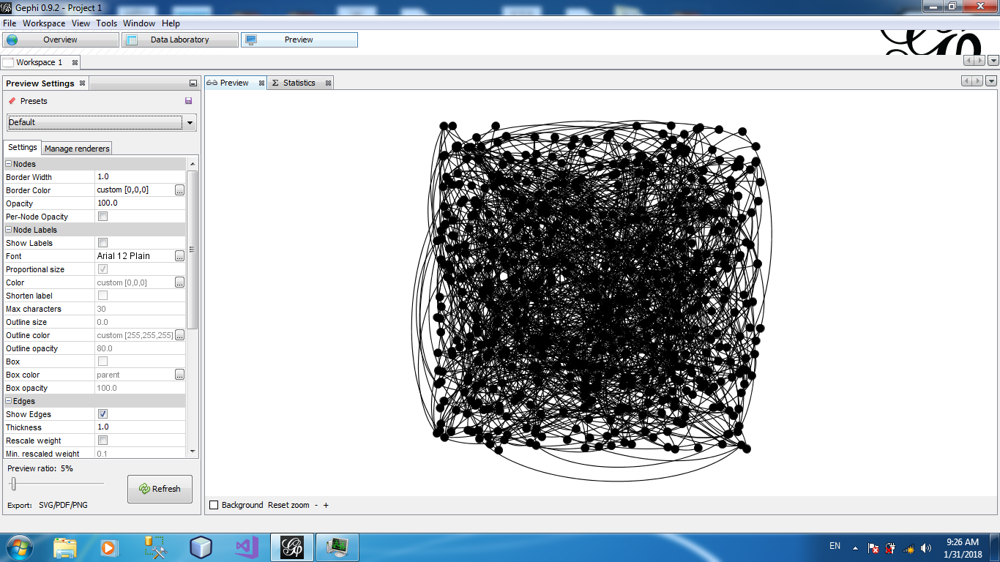 Gephi 0.9.2 - Project 1
File Workspace View Tools Window Help
Overview Data Laboratory Preview
Workspace 1
Preview Settings
Preview Statistics
Presets
Default
Settings Manage renderers
Nodes
Border Width 1.0
Border Color custom [0,0,0] ...
Opacity 100.0
Per-Node Opacity
Node Labels
Show Labels
Font Arial 12 Plain ...
Proportional size
Color custom [0,0,0] ...
Shorten label
Max characters 30
Outline size 0.0
Outline color custom [255,255,255] ...
Outline opacity 80.0
Box
Box color parent ...
Box opacity 100.0
Edges
Show Edges
Thickness 1.0
Rescale weight
Min. rescaled weight 0.1
Preview ratio: 5%
Refresh
Export: SVG/PDF/PNG
Background Reset zoom - +
EN
9:26 AM
1/31/2018